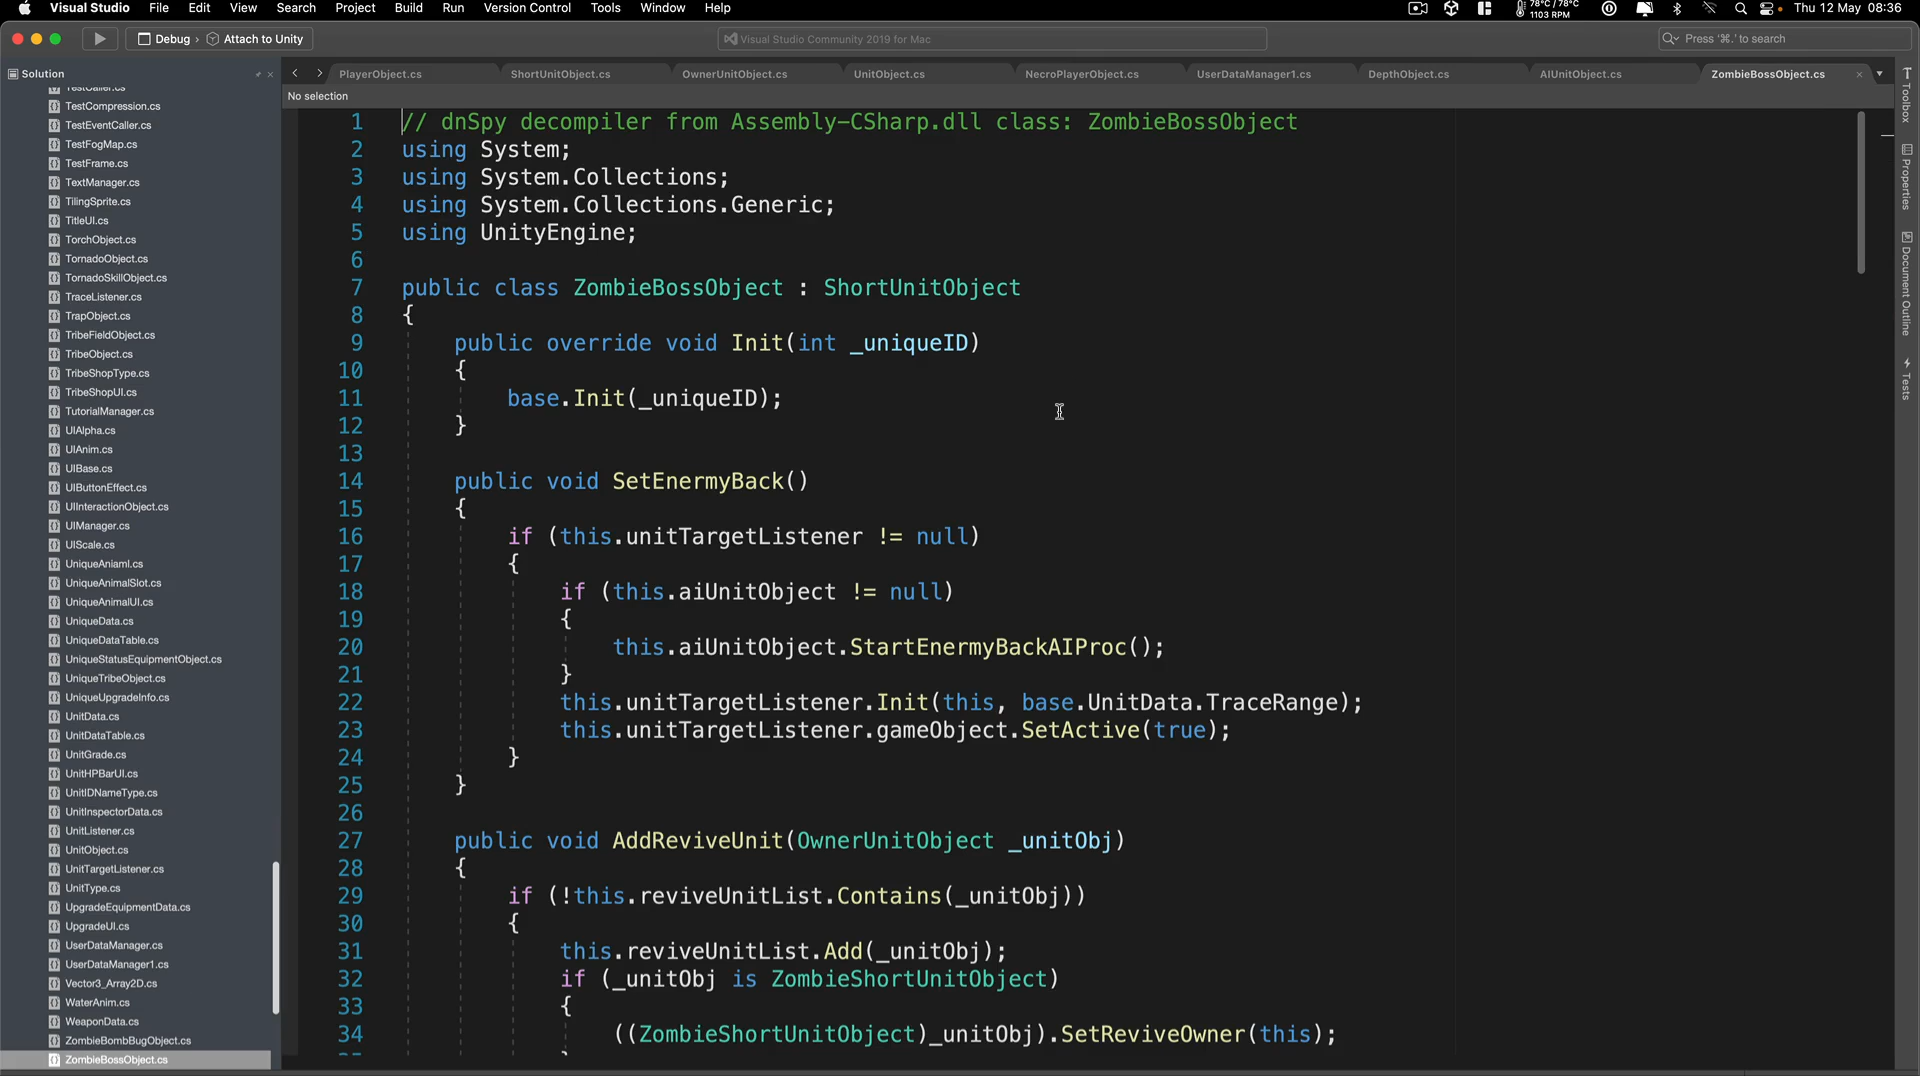 Visual Studio File Edit View Search Project Build Run Version Control Tools Window Help 78°C / 78°C 1103 RPM Thu 12 May 08:36
Debug › Attach to Unity Visual Studio Community 2019 for Mac Press '⌘.' to search
Solution
PlayerObject.cs ShortUnitObject.cs OwnerUnitObject.cs UnitObject.cs NecroPlayerObject.cs UserDataManager1.cs DepthObject.cs AIUnitObject.cs ZombieBossObject.cs
No selection
TestCaller.cs
TestCompression.cs
TestEventCaller.cs
TestFogMap.cs
TestFrame.cs
TextManager.cs
TilingSprite.cs
TitleUI.cs
TorchObject.cs
TornadoObject.cs
TornadoSkillObject.cs
TraceListener.cs
TrapObject.cs
TribeFieldObject.cs
TribeObject.cs
TribeShopType.cs
TribeShopUI.cs
TutorialManager.cs
UIAlpha.cs
UIAnim.cs
UIBase.cs
UIButtonEffect.cs
UIInteractionObject.cs
UIManager.cs
UIScale.cs
UniqueAniaml.cs
UniqueAnimalSlot.cs
UniqueAnimalUI.cs
UniqueData.cs
UniqueDataTable.cs
UniqueStatusEquipmentObject.cs
UniqueTribeObject.cs
UniqueUpgradeInfo.cs
UnitData.cs
UnitDataTable.cs
UnitGrade.cs
UnitHPBarUI.cs
UnitIDNameType.cs
UnitInspectorData.cs
UnitListener.cs
UnitObject.cs
UnitTargetListener.cs
UnitType.cs
UpgradeEquipmentData.cs
UpgradeUI.cs
UserDataManager.cs
UserDataManager1.cs
Vector3_Array2D.cs
WaterAnim.cs
WeaponData.cs
ZombieBombBugObject.cs
ZombieBossObject.cs
1 // dnSpy decompiler from Assembly-CSharp.dll class: ZombieBossObject
2 using System;
3 using System.Collections;
4 using System.Collections.Generic;
5 using UnityEngine;
6
7 public class ZombieBossObject : ShortUnitObject
8 {
9 public override void Init(int _uniqueID)
10 {
11 base.Init(_uniqueID);
12 }
13
14 public void SetEnermyBack()
15 {
16 if (this.unitTargetListener != null)
17 {
18 if (this.aiUnitObject != null)
19 {
20 this.aiUnitObject.StartEnermyBackAIProc();
21 }
22 this.unitTargetListener.Init(this, base.UnitData.TraceRange);
23 this.unitTargetListener.gameObject.SetActive(true);
24 }
25 }
26
27 public void AddReviveUnit(OwnerUnitObject _unitObj)
28 {
29 if (!this.reviveUnitList.Contains(_unitObj))
30 {
31 this.reviveUnitList.Add(_unitObj);
32 if (_unitObj is ZombieShortUnitObject)
33 {
34 ((ZombieShortUnitObject)_unitObj).SetReviveOwner(this);
Toolbox
Properties
Document Outline
Tests